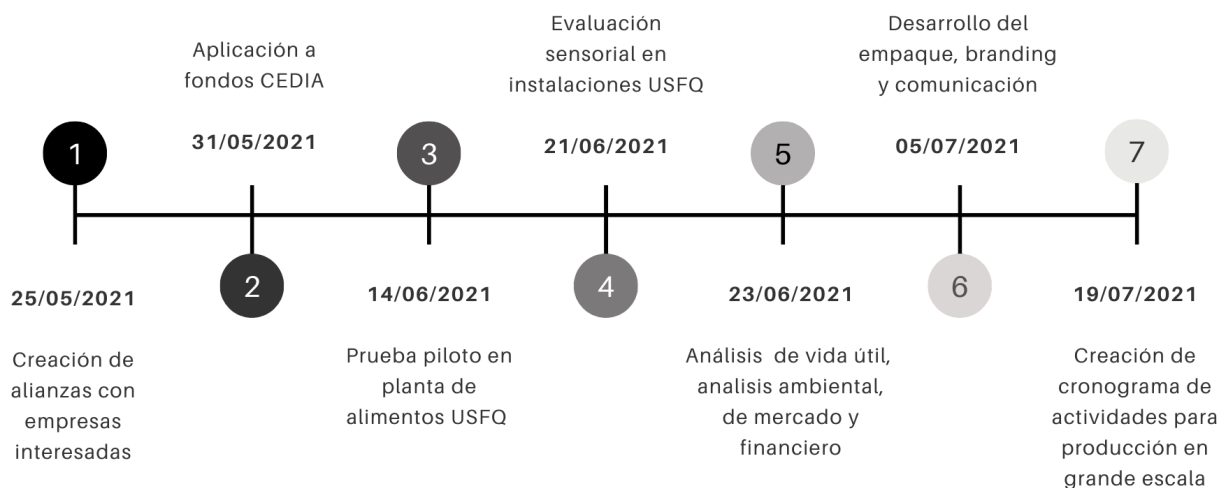 1
25/05/2021
Creación de
alianzas con
empresas
interesadas
Aplicación a
fondos CEDIA
31/05/2021
2
3
14/06/2021
Prueba piloto en
planta de
alimentos USFQ
Evaluación
sensorial en
instalaciones USFQ
21/06/2021
4
5
23/06/2021
Análisis de vida útil,
analisis ambiental,
de mercado y
financiero
Desarrollo del
empaque, branding
y comunicación
05/07/2021
6
7
19/07/2021
Creación de
cronograma de
actividades para
producción en
grande escala